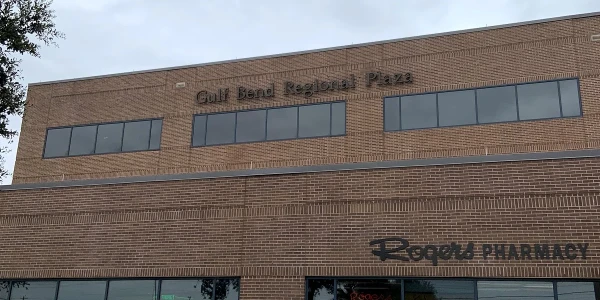 Gulf Bend Regional Plaza
Rogers PHARMACY